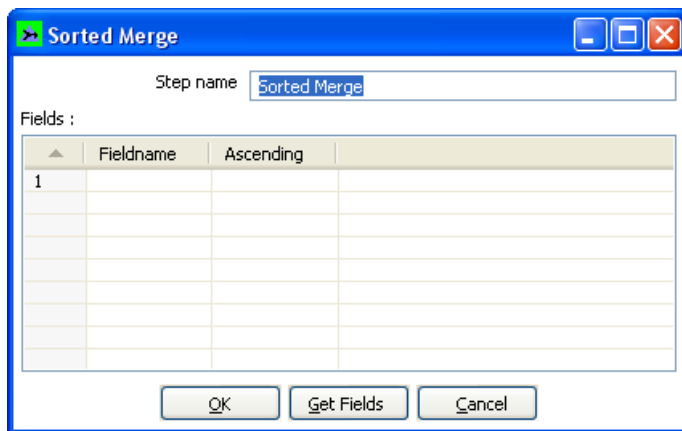 Sorted Merge
Step name Sorted Merge
Fields :
Fieldname Ascending
1
OK Get Fields Cancel